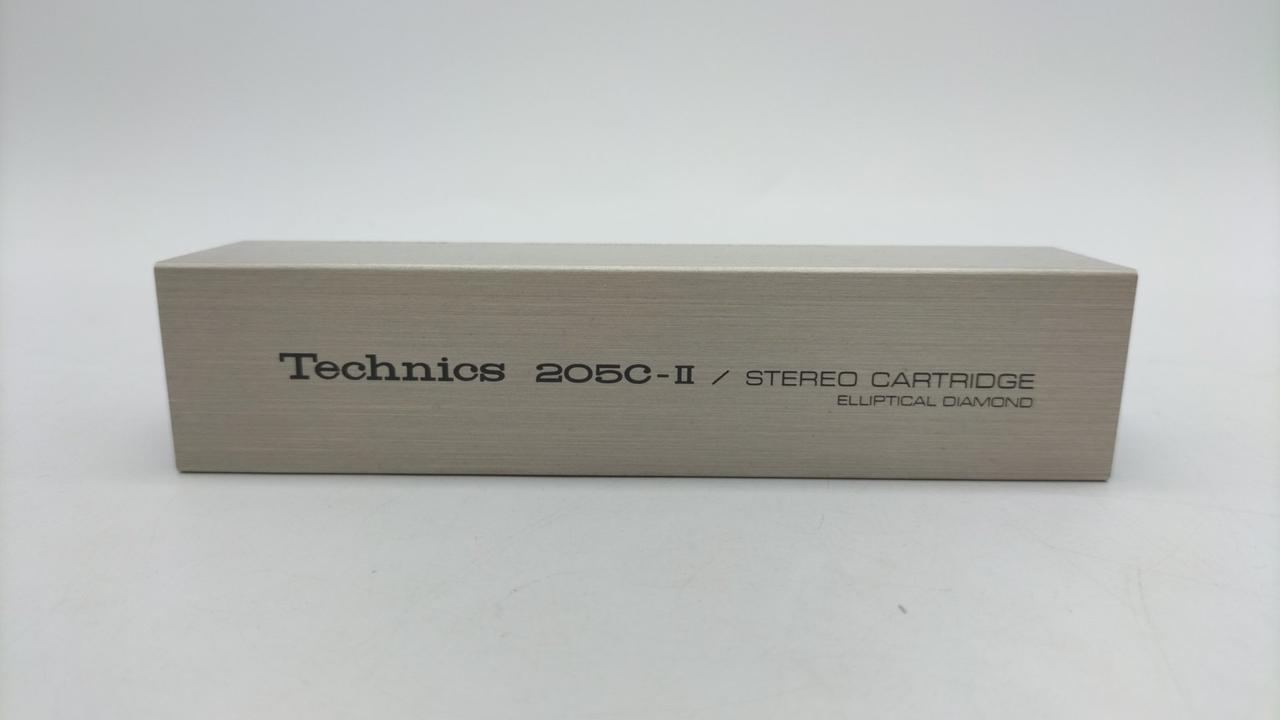 Technics 205C-II / STEREO CARTRIDGE
ELLIPTICAL DIAMOND